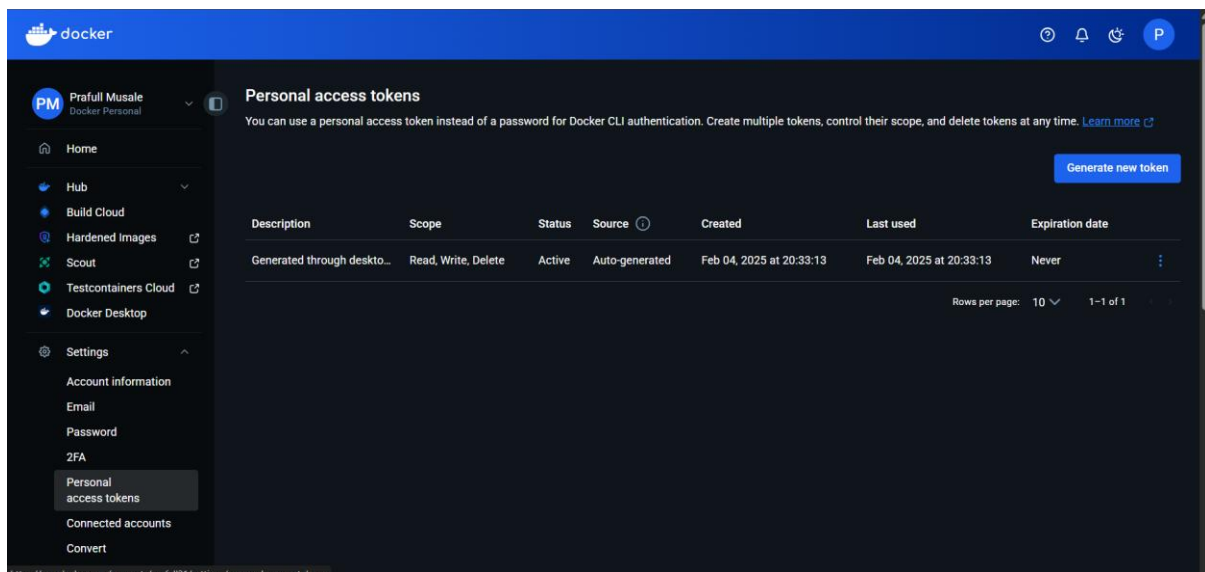 docker
P
PM
Prafull Musale
Docker Personal
Home
Hub
Build Cloud
Hardened Images
Scout
Testcontainers Cloud
Docker Desktop
Settings
Account information
Email
Password
2FA
Personal
access tokens
Connected accounts
Convert
Personal access tokens
You can use a personal access token instead of a password for Docker CLI authentication. Create multiple tokens, control their scope, and delete tokens at any time. Learn more
Generate new token
Description Scope Status Source Created Last used Expiration date
Generated through deskto... Read, Write, Delete Active Auto-generated Feb 04, 2025 at 20:33:13 Feb 04, 2025 at 20:33:13 Never
Rows per page: 10 1–1 of 1